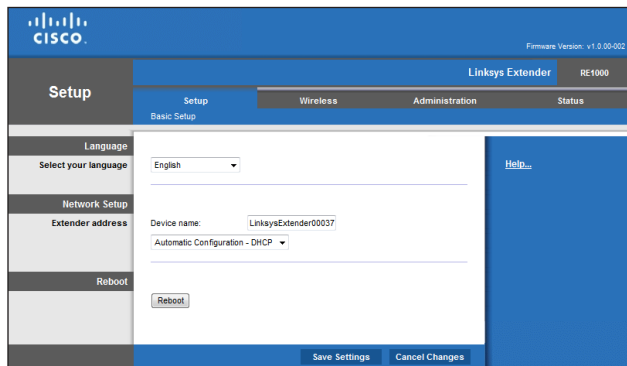 CISCO.
Firmware Version: v1.0.00-002
Linksys Extender RE1000
Setup
Setup Wireless Administration Status
Basic Setup
Language
Select your language English
Help...
Network Setup
Extender address Device name: LinksysExtender00037
Automatic Configuration - DHCP
Reboot
Reboot
Save Settings Cancel Changes